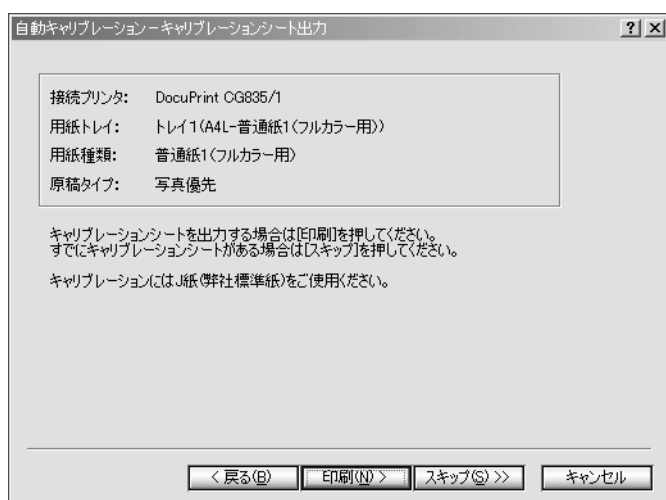 自動キャリブレーション－キャリブレーションシート出力
接続プリンタ: DocuPrint CG835/1
用紙トレイ: トレイ1(A4L-普通紙1(フルカラー用))
用紙種類: 普通紙1(フルカラー用)
原稿タイプ: 写真優先
キャリブレーションシートを出力する場合は[印刷]を押してください。
すでにキャリブレーションシートがある場合は[スキップ]を押してください。
キャリブレーションにはJ紙(弊社標準紙)をご使用ください。
< 戻る(B) 印刷(N) > スキップ(S) >> キャンセル